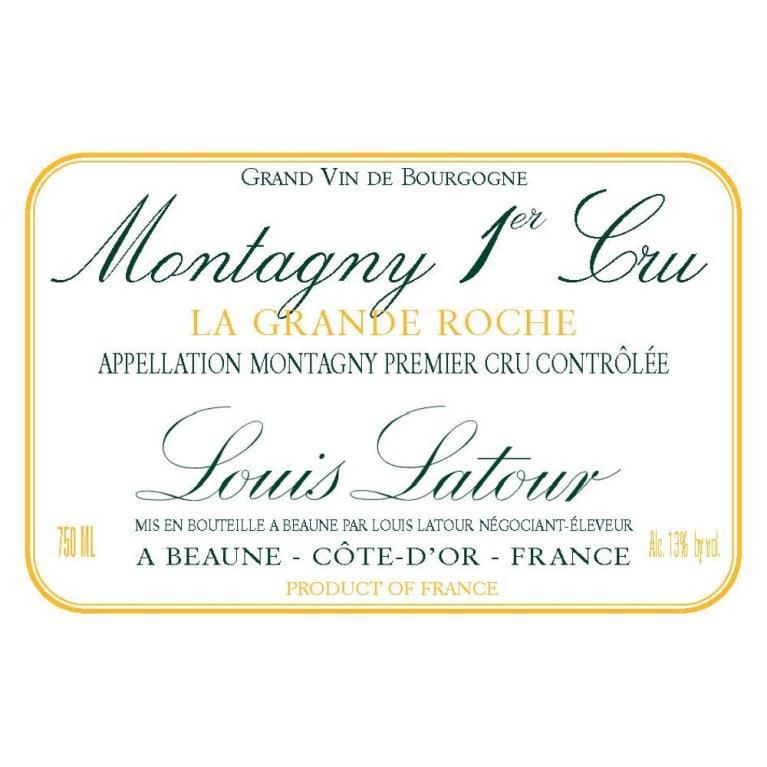 GRAND VIN DE BOURGOGNE
Montagny 1er Cru
LA GRANDE ROCHE
APPELLATION MONTAGNY PREMIER CRU CONTRÔLÉE
Louis Latour
MIS EN BOUTEILLE A BEAUNE PAR LOUIS LATOUR NÉGOCIANT-ÉLEVEUR
750 ML
Alc. 13% by vol.
A BEAUNE - CÔTE-D'OR - FRANCE
PRODUCT OF FRANCE